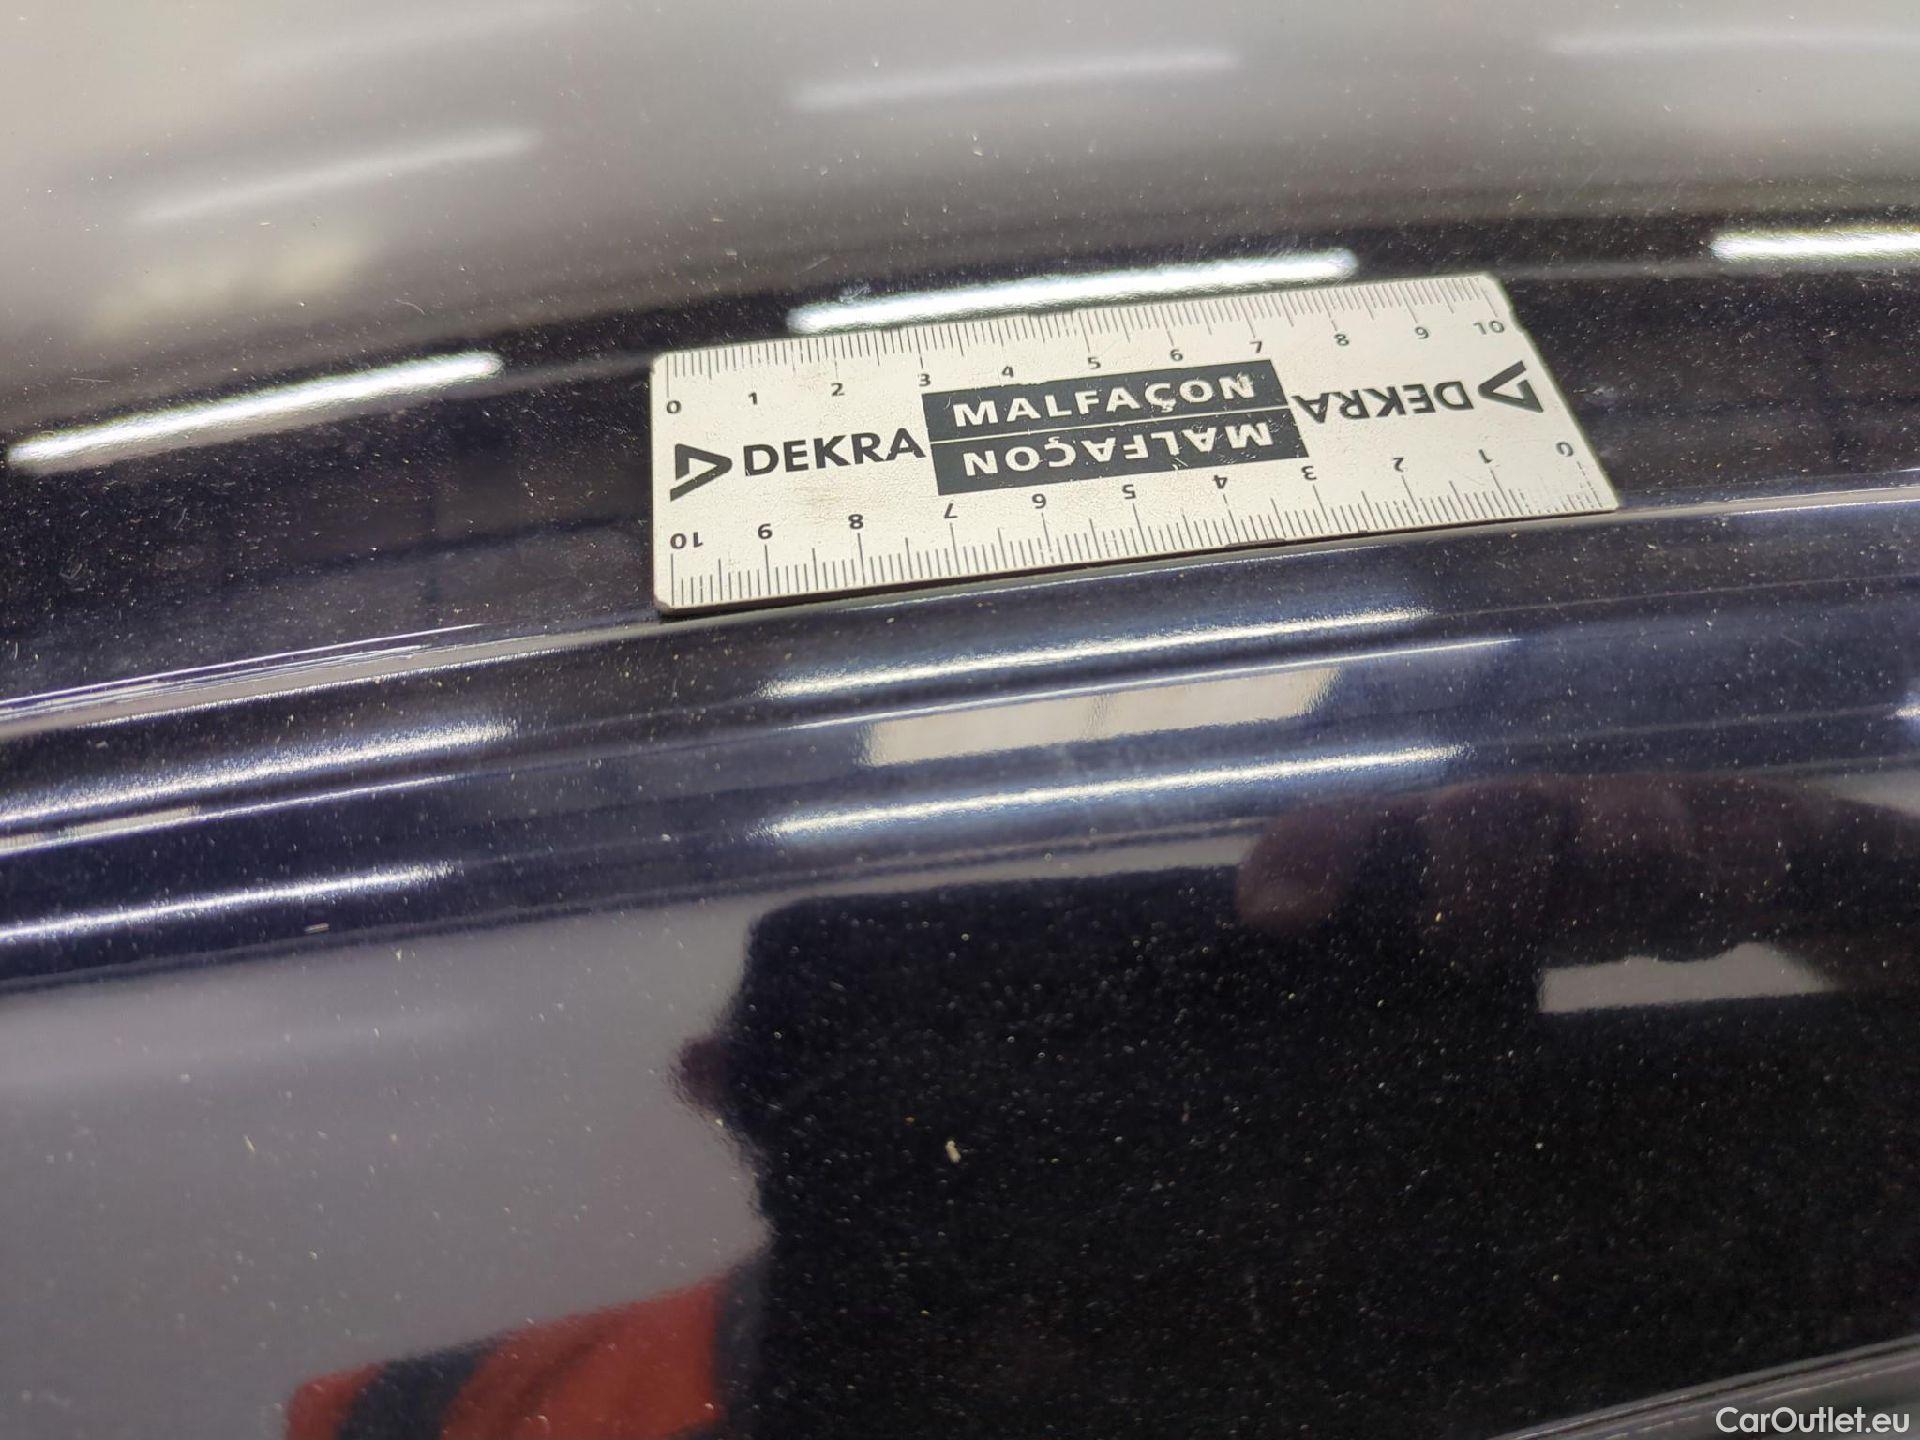 0 1 2 3 4 5 6 7 8 9 10
DEKRA MALFAÇON DEKRA
MALFAÇON
10 9 8 7 6 5 4 3 2 1 0
CarOutlet.eu